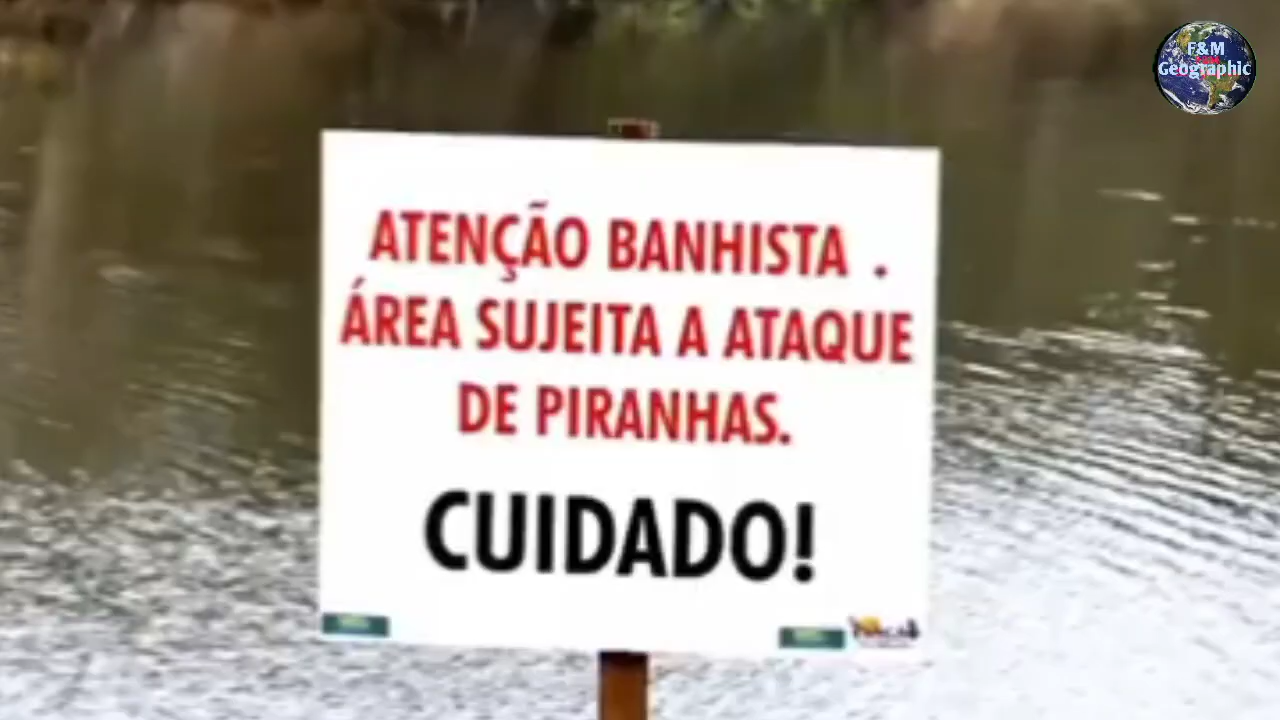 F&M
Geographic
ATENÇÃO BANHISTA .
ÁREA SUJEITA A ATAQUE
DE PIRANHAS.
CUIDADO!